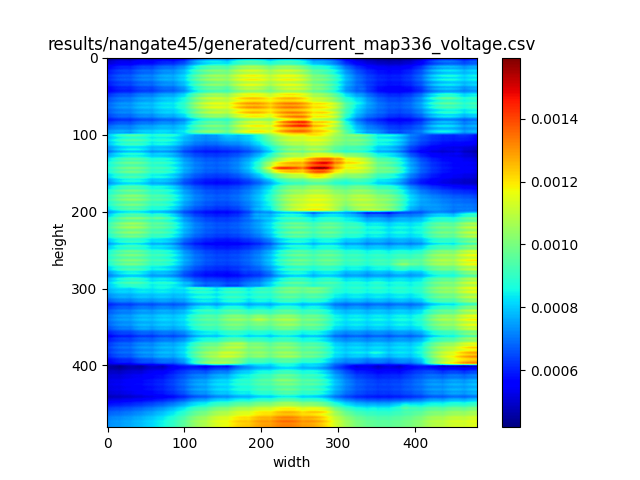 results/nangate45/generated/current_map336_voltage.csv
0
100
200
300
400
height
0 100 200 300 400
width
0.0014
0.0012
0.0010
0.0008
0.0006